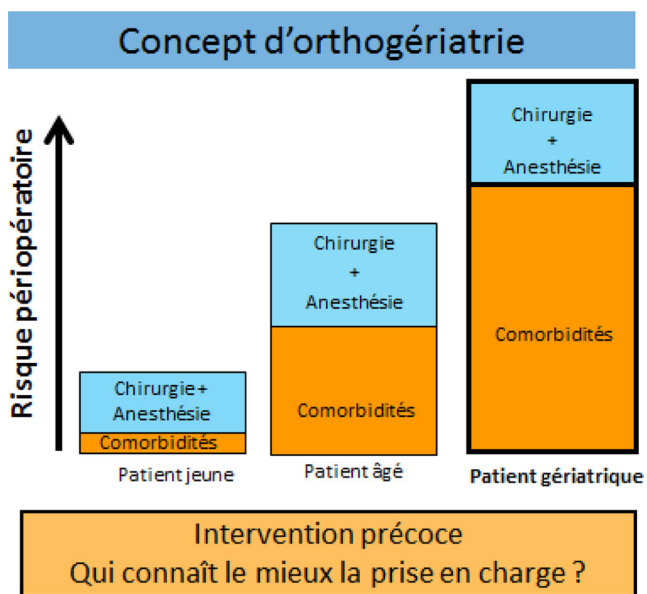 Concept d'orthogériatrie
Risque périopératoire
Chirurgie+
Anesthésie
Comorbidités
Patient jeune
Chirurgie
+
Anesthésie
Comorbidités
Patient âgé
Chirurgie
+
Anesthésie
Comorbidités
Patient gériatrique
Intervention précoce
Qui connaît le mieux la prise en charge ?